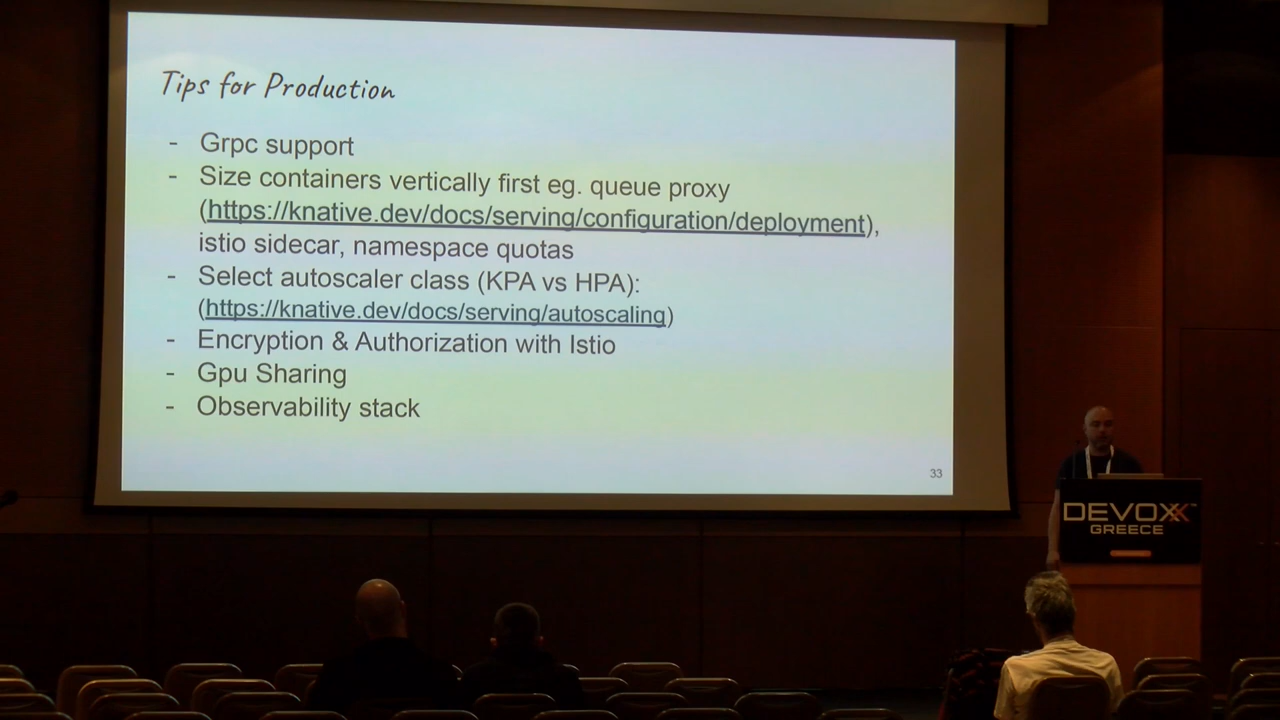 Tips for Production
- Grpc support
- Size containers vertically first eg. queue proxy
(https://knative.dev/docs/serving/configuration/deployment),
istio sidecar, namespace quotas
- Select autoscaler class (KPA vs HPA):
(https://knative.dev/docs/serving/autoscaling)
- Encryption & Authorization with Istio
- Gpu Sharing
- Observability stack
33
DEVOXX™
GREECE